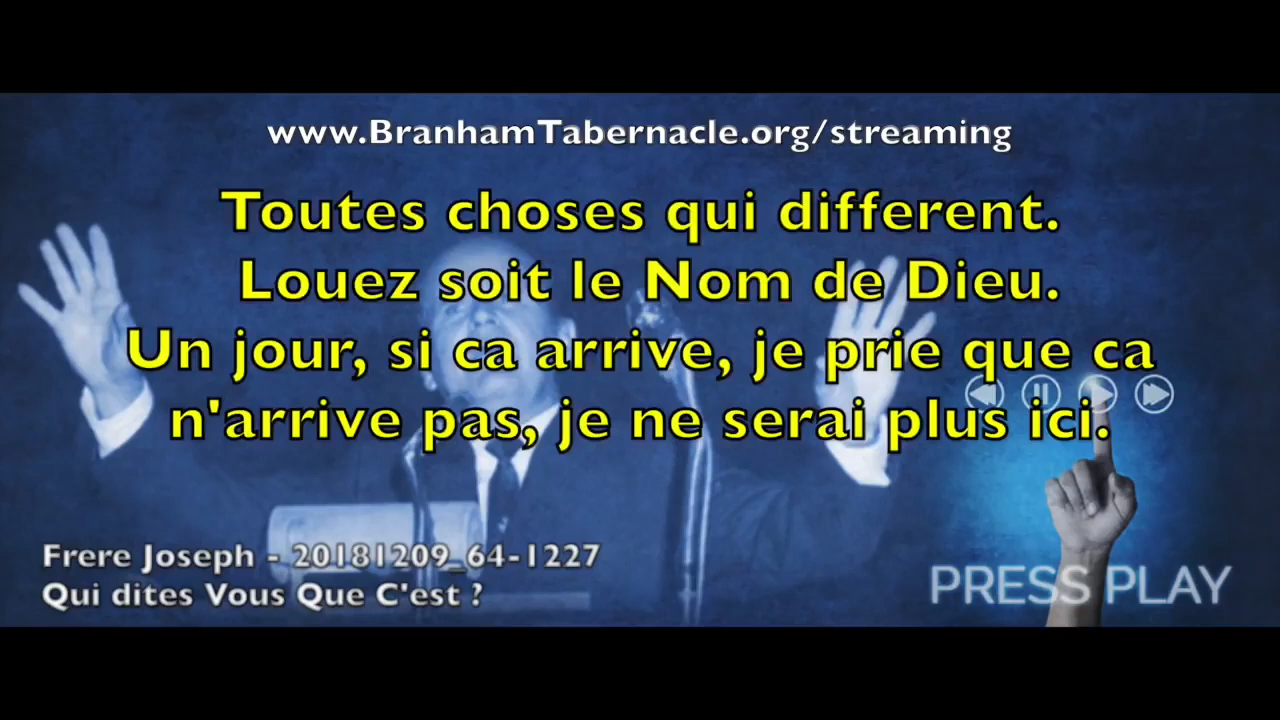 www.BranhamTabernacle.org/streaming
Toutes choses qui different.
Louez soit le Nom de Dieu.
Un jour, si ca arrive, je prie que ca
n'arrive pas, je ne serai plus ici.
Frere Joseph - 20181209_64-1227
Qui dites Vous Que C'est ?
PRESS PLAY